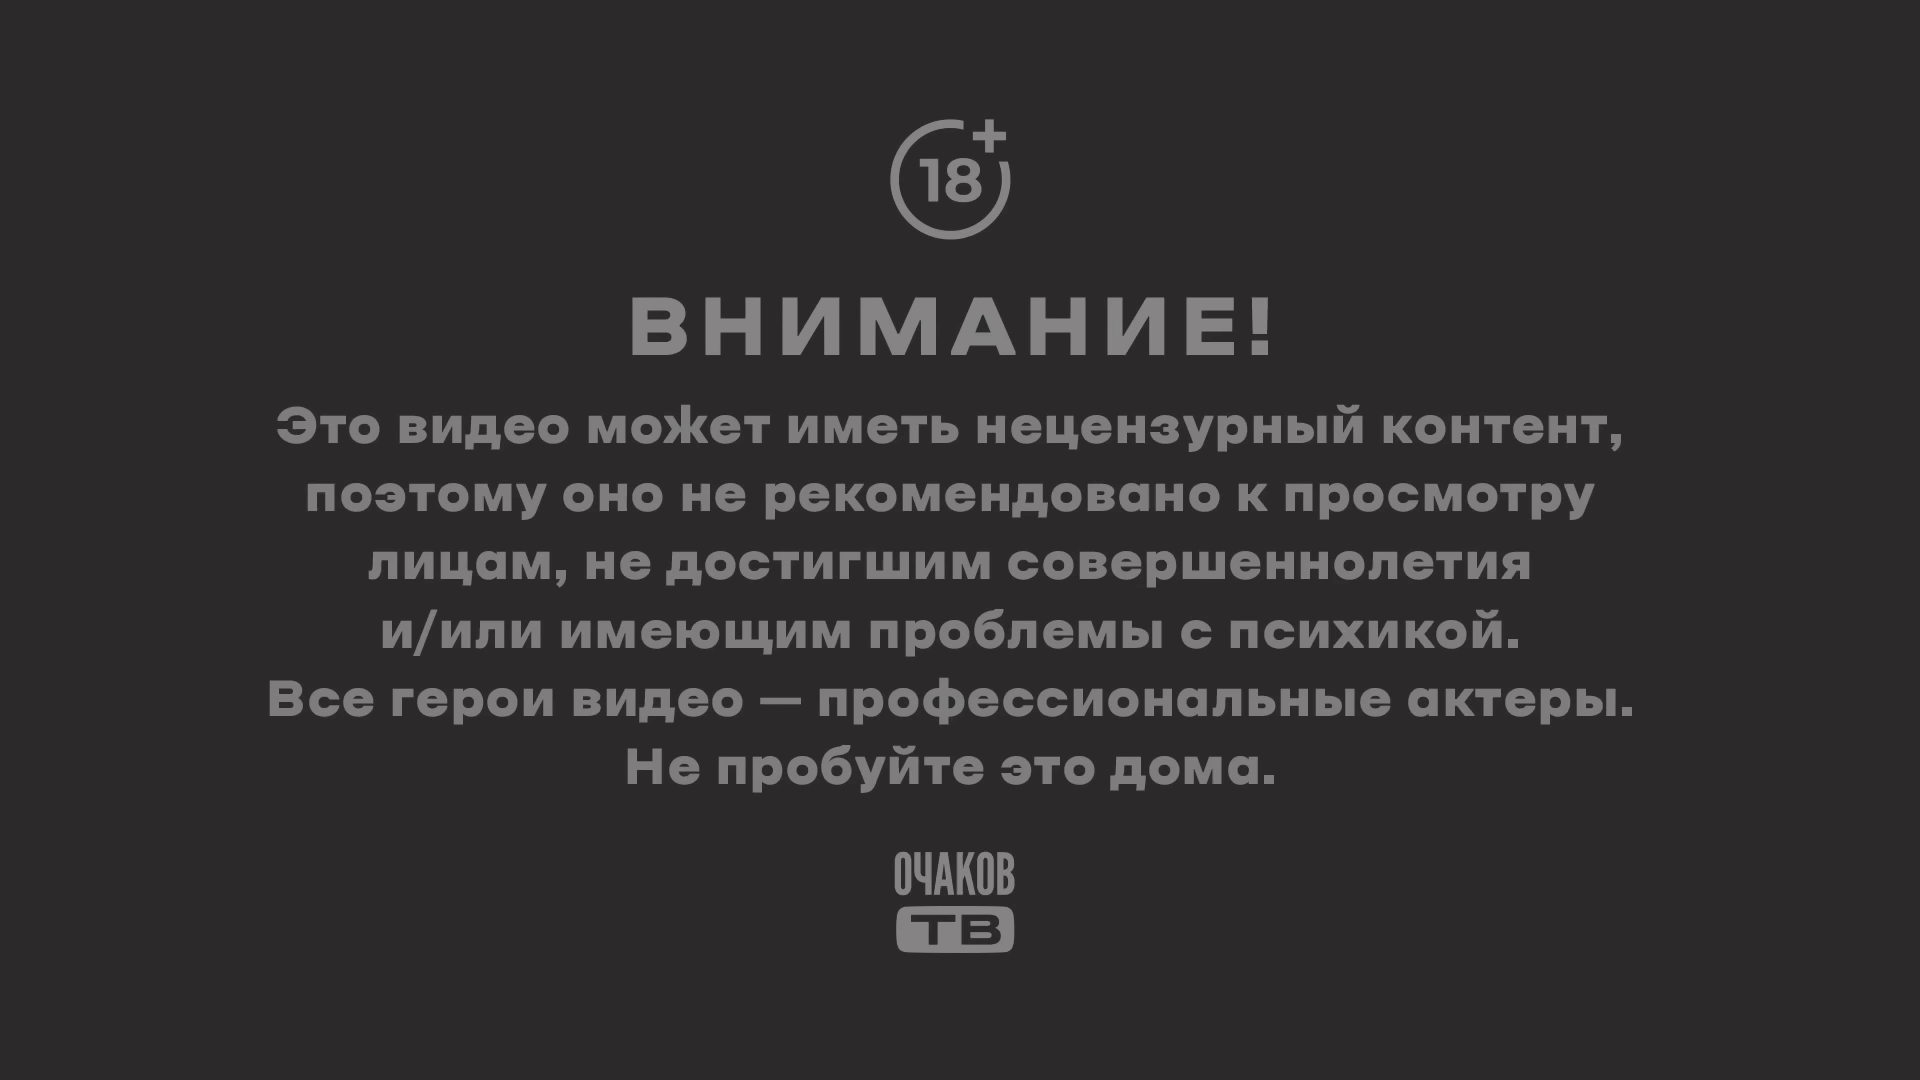 18+
ВНИМАНИЕ!
Это видео может иметь нецензурный контент,
поэтому оно не рекомендовано к просмотру
лицам, не достигшим совершеннолетия
и/или имеющим проблемы с психикой.
Все герои видео — профессиональные актеры.
Не пробуйте это дома.
ОЧАКОВ
ТВ